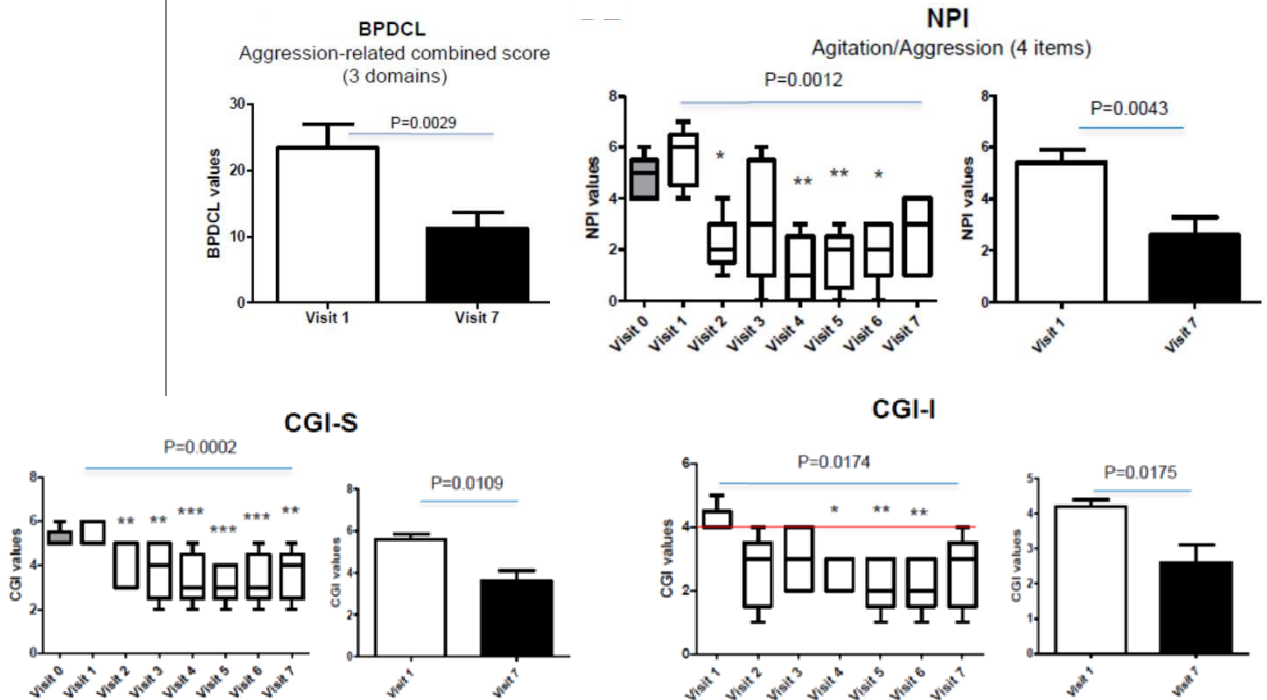 BPDCL
Aggression-related combined score
(3 domains)
P=0.0029
30
20
10
0
BPDCL values
Visit 1 Visit 7
NPI
Agitation/Aggression (4 items)
P=0.0012
8
6
4
2
0
NPI values
* ** ** *
Visit 0 Visit 1 Visit 2 Visit 3 Visit 4 Visit 5 Visit 6 Visit 7
P=0.0043
8
6
4
2
0
NPI values
Visit 1 Visit 7
CGI-S
P=0.0002
8
6
4
2
0
CGI values
** ** *** *** *** **
Visit 0 Visit 1 Visit 2 Visit 3 Visit 4 Visit 5 Visit 6 Visit 7
P=0.0109
8
6
4
2
0
CGI values
Visit 1 Visit 7
CGI-I
P=0.0174
6
4
2
0
CGI values
* ** **
Visit 1 Visit 2 Visit 3 Visit 4 Visit 5 Visit 6 Visit 7
P=0.0175
5
4
3
2
1
0
CGI values
Visit 1 Visit 7